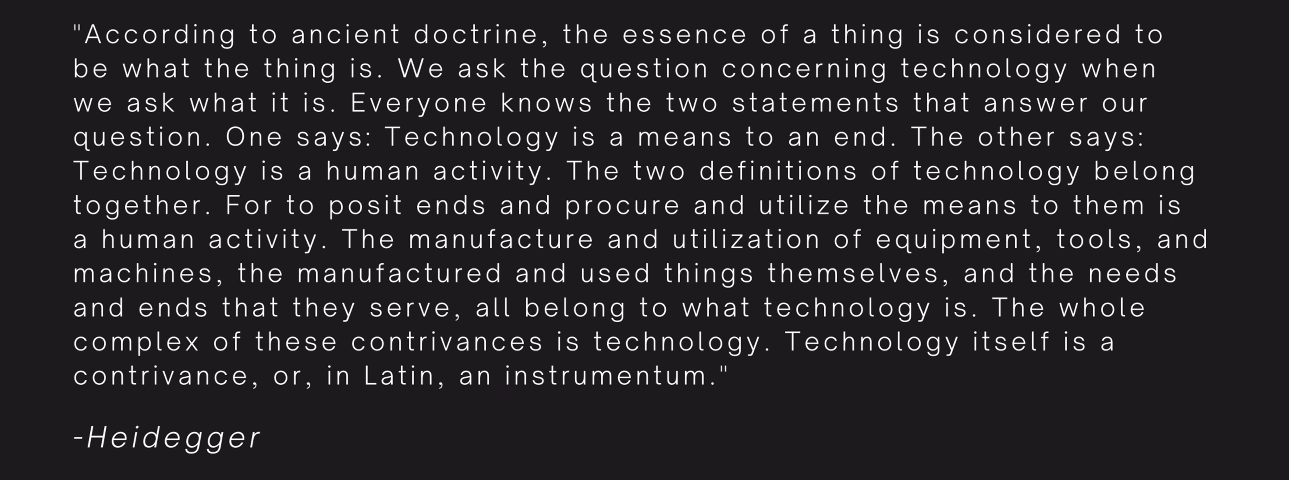 "According to ancient doctrine, the essence of a thing is considered to
be what the thing is. We ask the question concerning technology when
we ask what it is. Everyone knows the two statements that answer our
question. One says: Technology is a means to an end. The other says:
Technology is a human activity. The two definitions of technology belong
together. For to posit ends and procure and utilize the means to them is
a human activity. The manufacture and utilization of equipment, tools, and
machines, the manufactured and used things themselves, and the needs
and ends that they serve, all belong to what technology is. The whole
complex of these contrivances is technology. Technology itself is a
contrivance, or, in Latin, an instrumentum."
-Heidegger